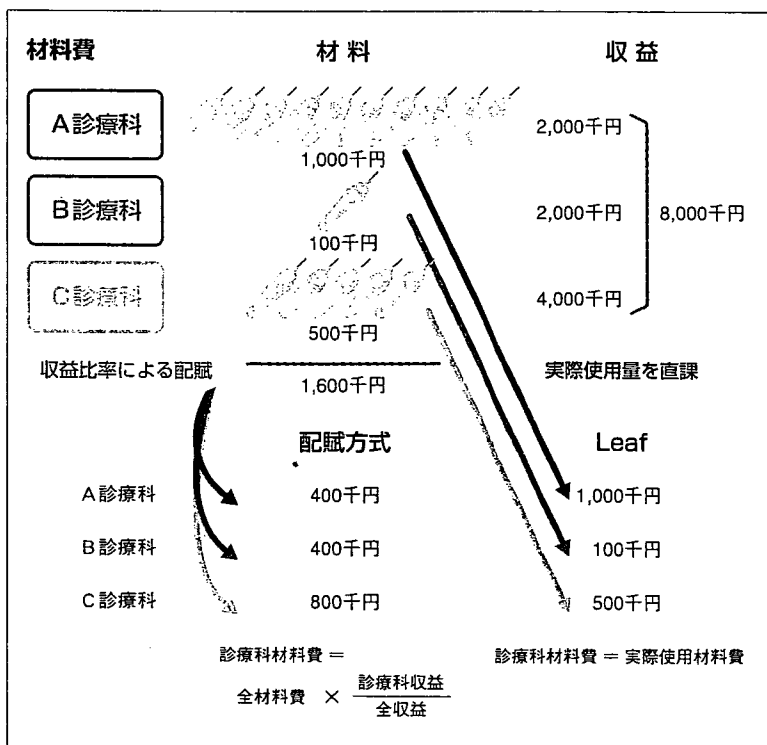 材料費 材料 収益
A診療科 2,000千円
1,000千円
B診療科 2,000千円 8,000千円
100千円
C診療科 4,000千円
500千円
収益比率による配賦 実際使用量を直課
1,600千円
配賦方式 Leaf
A診療科 400千円 1,000千円
B診療科 400千円 100千円
C診療科 800千円 500千円
診療科材料費 = 診療科材料費 = 実際使用材料費
全材料費 × 診療科収益
全収益